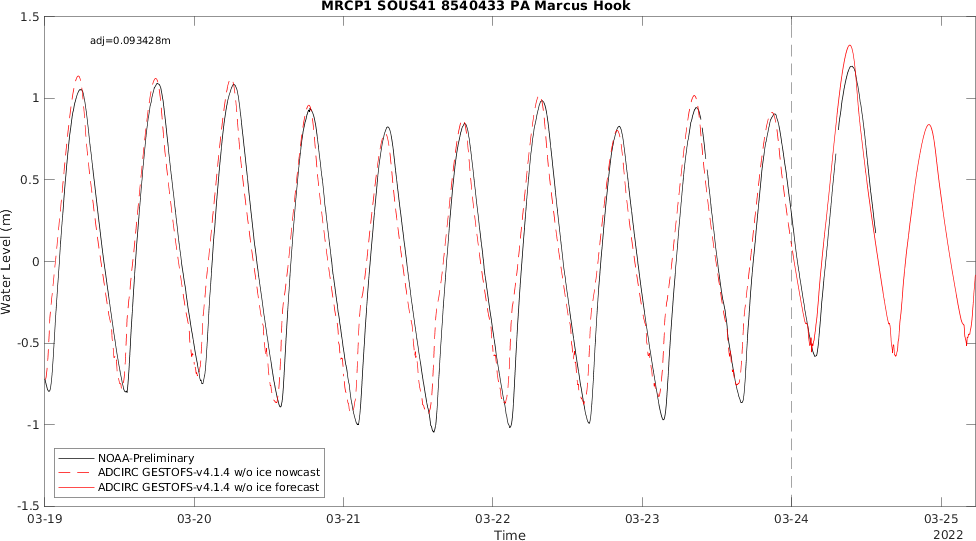 MRCP1 SOUS41 8540433 PA Marcus Hook
adj=0.093428m
Water Level (m)
1.5
1
0.5
0
-0.5
-1
-1.5
NOAA-Preliminary
ADCIRC GESTOFS-v4.1.4 w/o ice nowcast
ADCIRC GESTOFS-v4.1.4 w/o ice forecast
03-19 03-20 03-21 03-22 03-23 03-24 03-25
Time
2022